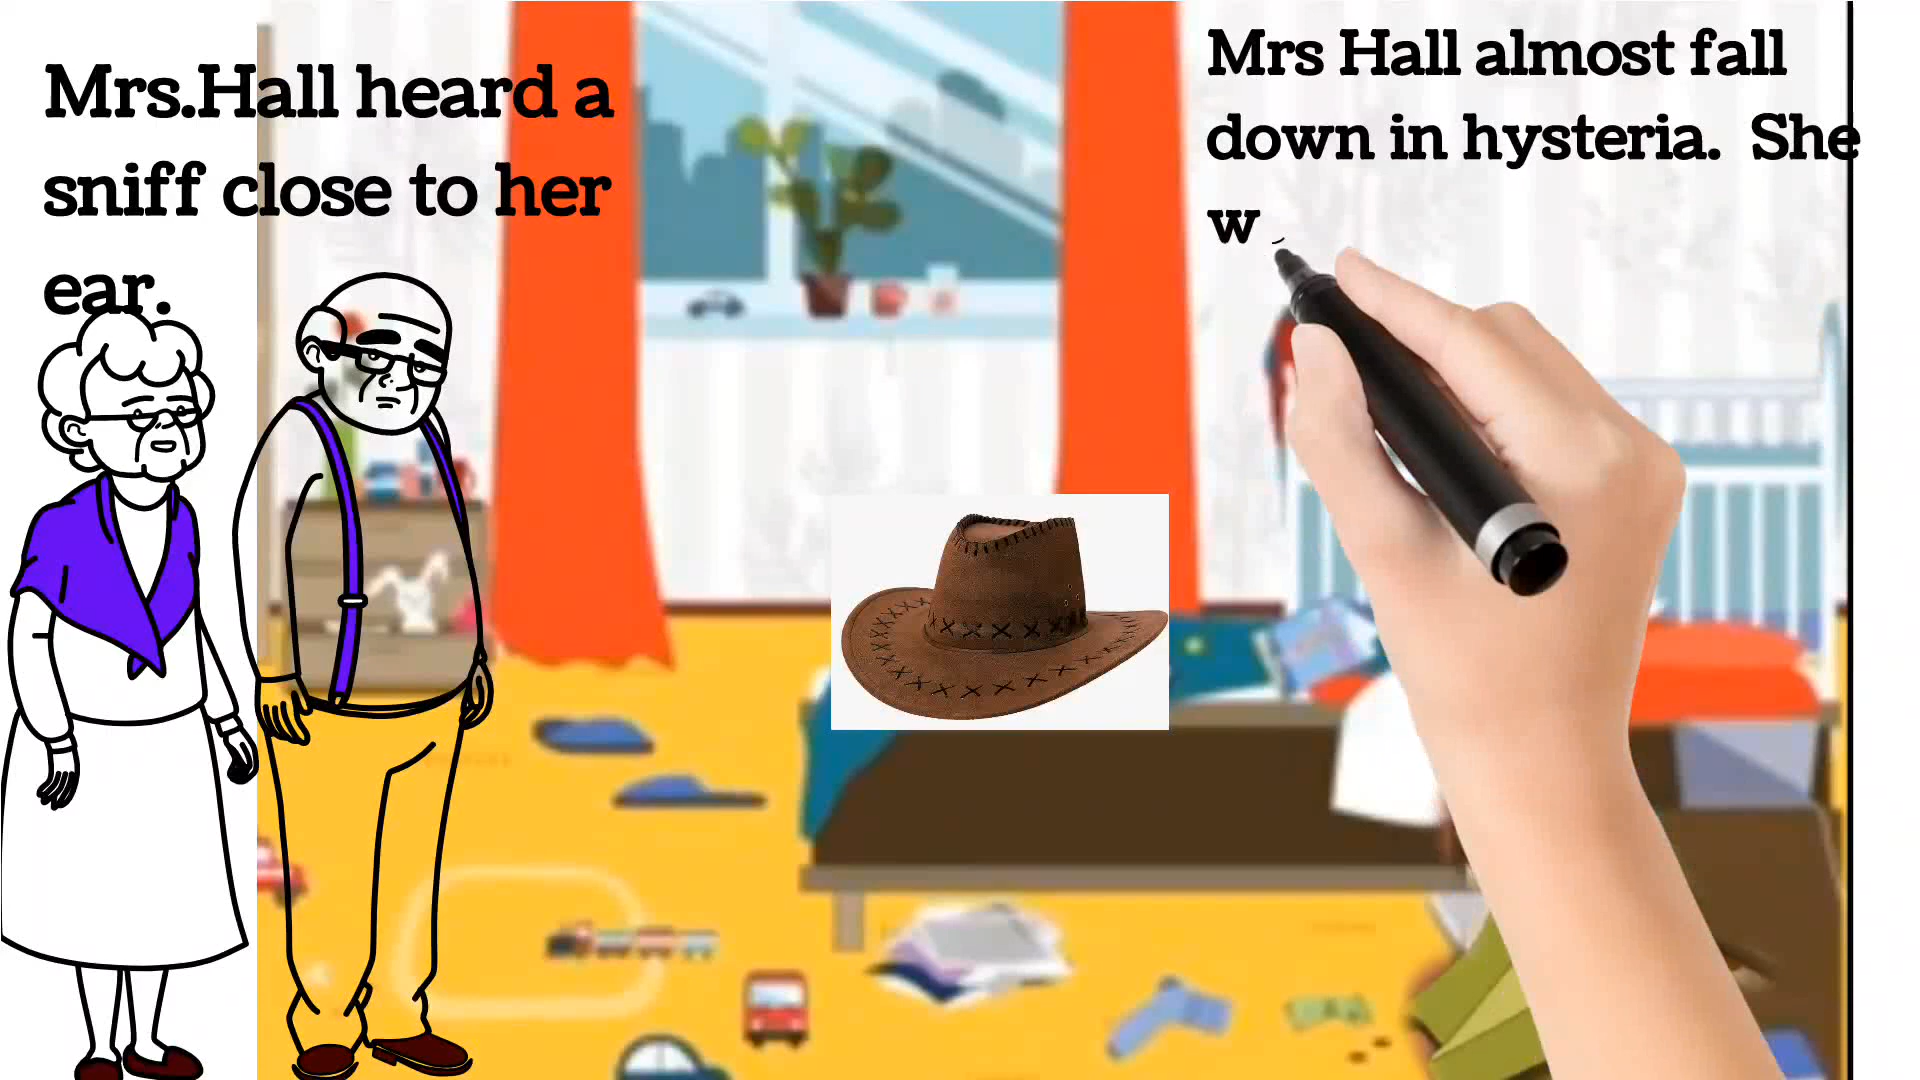 Mrs.Hall heard a
sniff close to her
ear.
Mrs Hall almost fall
down in hysteria. She
w